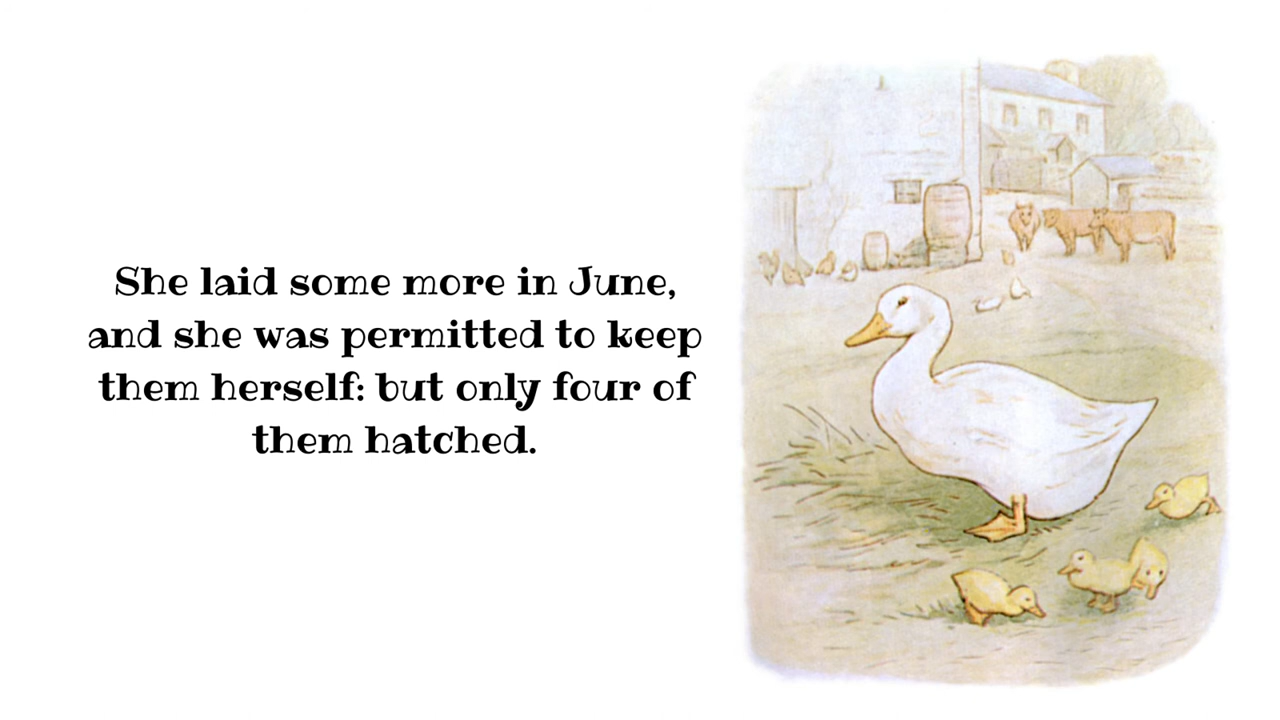 She laid some more in June,
and she was permitted to keep
them herself: but only four of
them hatched.